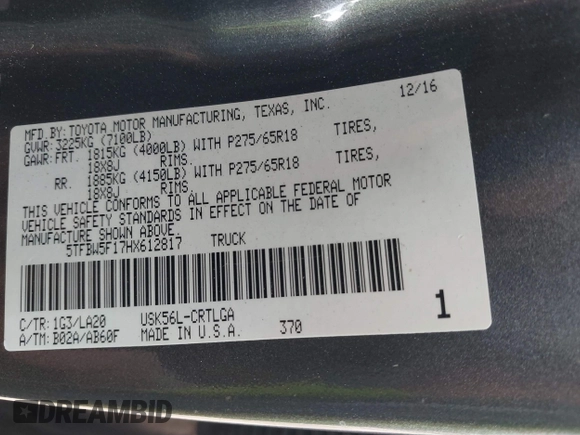 MFD.BY:TOYOTA MOTOR MANUFACTURING, TEXAS, INC. 12/16
GVWR:3225KG (7100LB)
GAWR:FRT. 1815KG (4000LB) WITH P275/65R18 TIRES,
18X8J RIMS,
RR. 1885KG (4150LB) WITH P275/65R18 TIRES,
18X8J RIMS,
THIS VEHICLE CONFORMS TO ALL APPLICABLE FEDERAL MOTOR
VEHICLE SAFETY STANDARDS IN EFFECT ON THE DATE OF
MANUFACTURE SHOWN ABOVE.
5TFBW5F17HX612817 TRUCK
C/TR:1G3/LA20 USK56L-CRTLGA
A/TM:B02A/AB60F MADE IN U.S.A. 370
1
DREAMBID